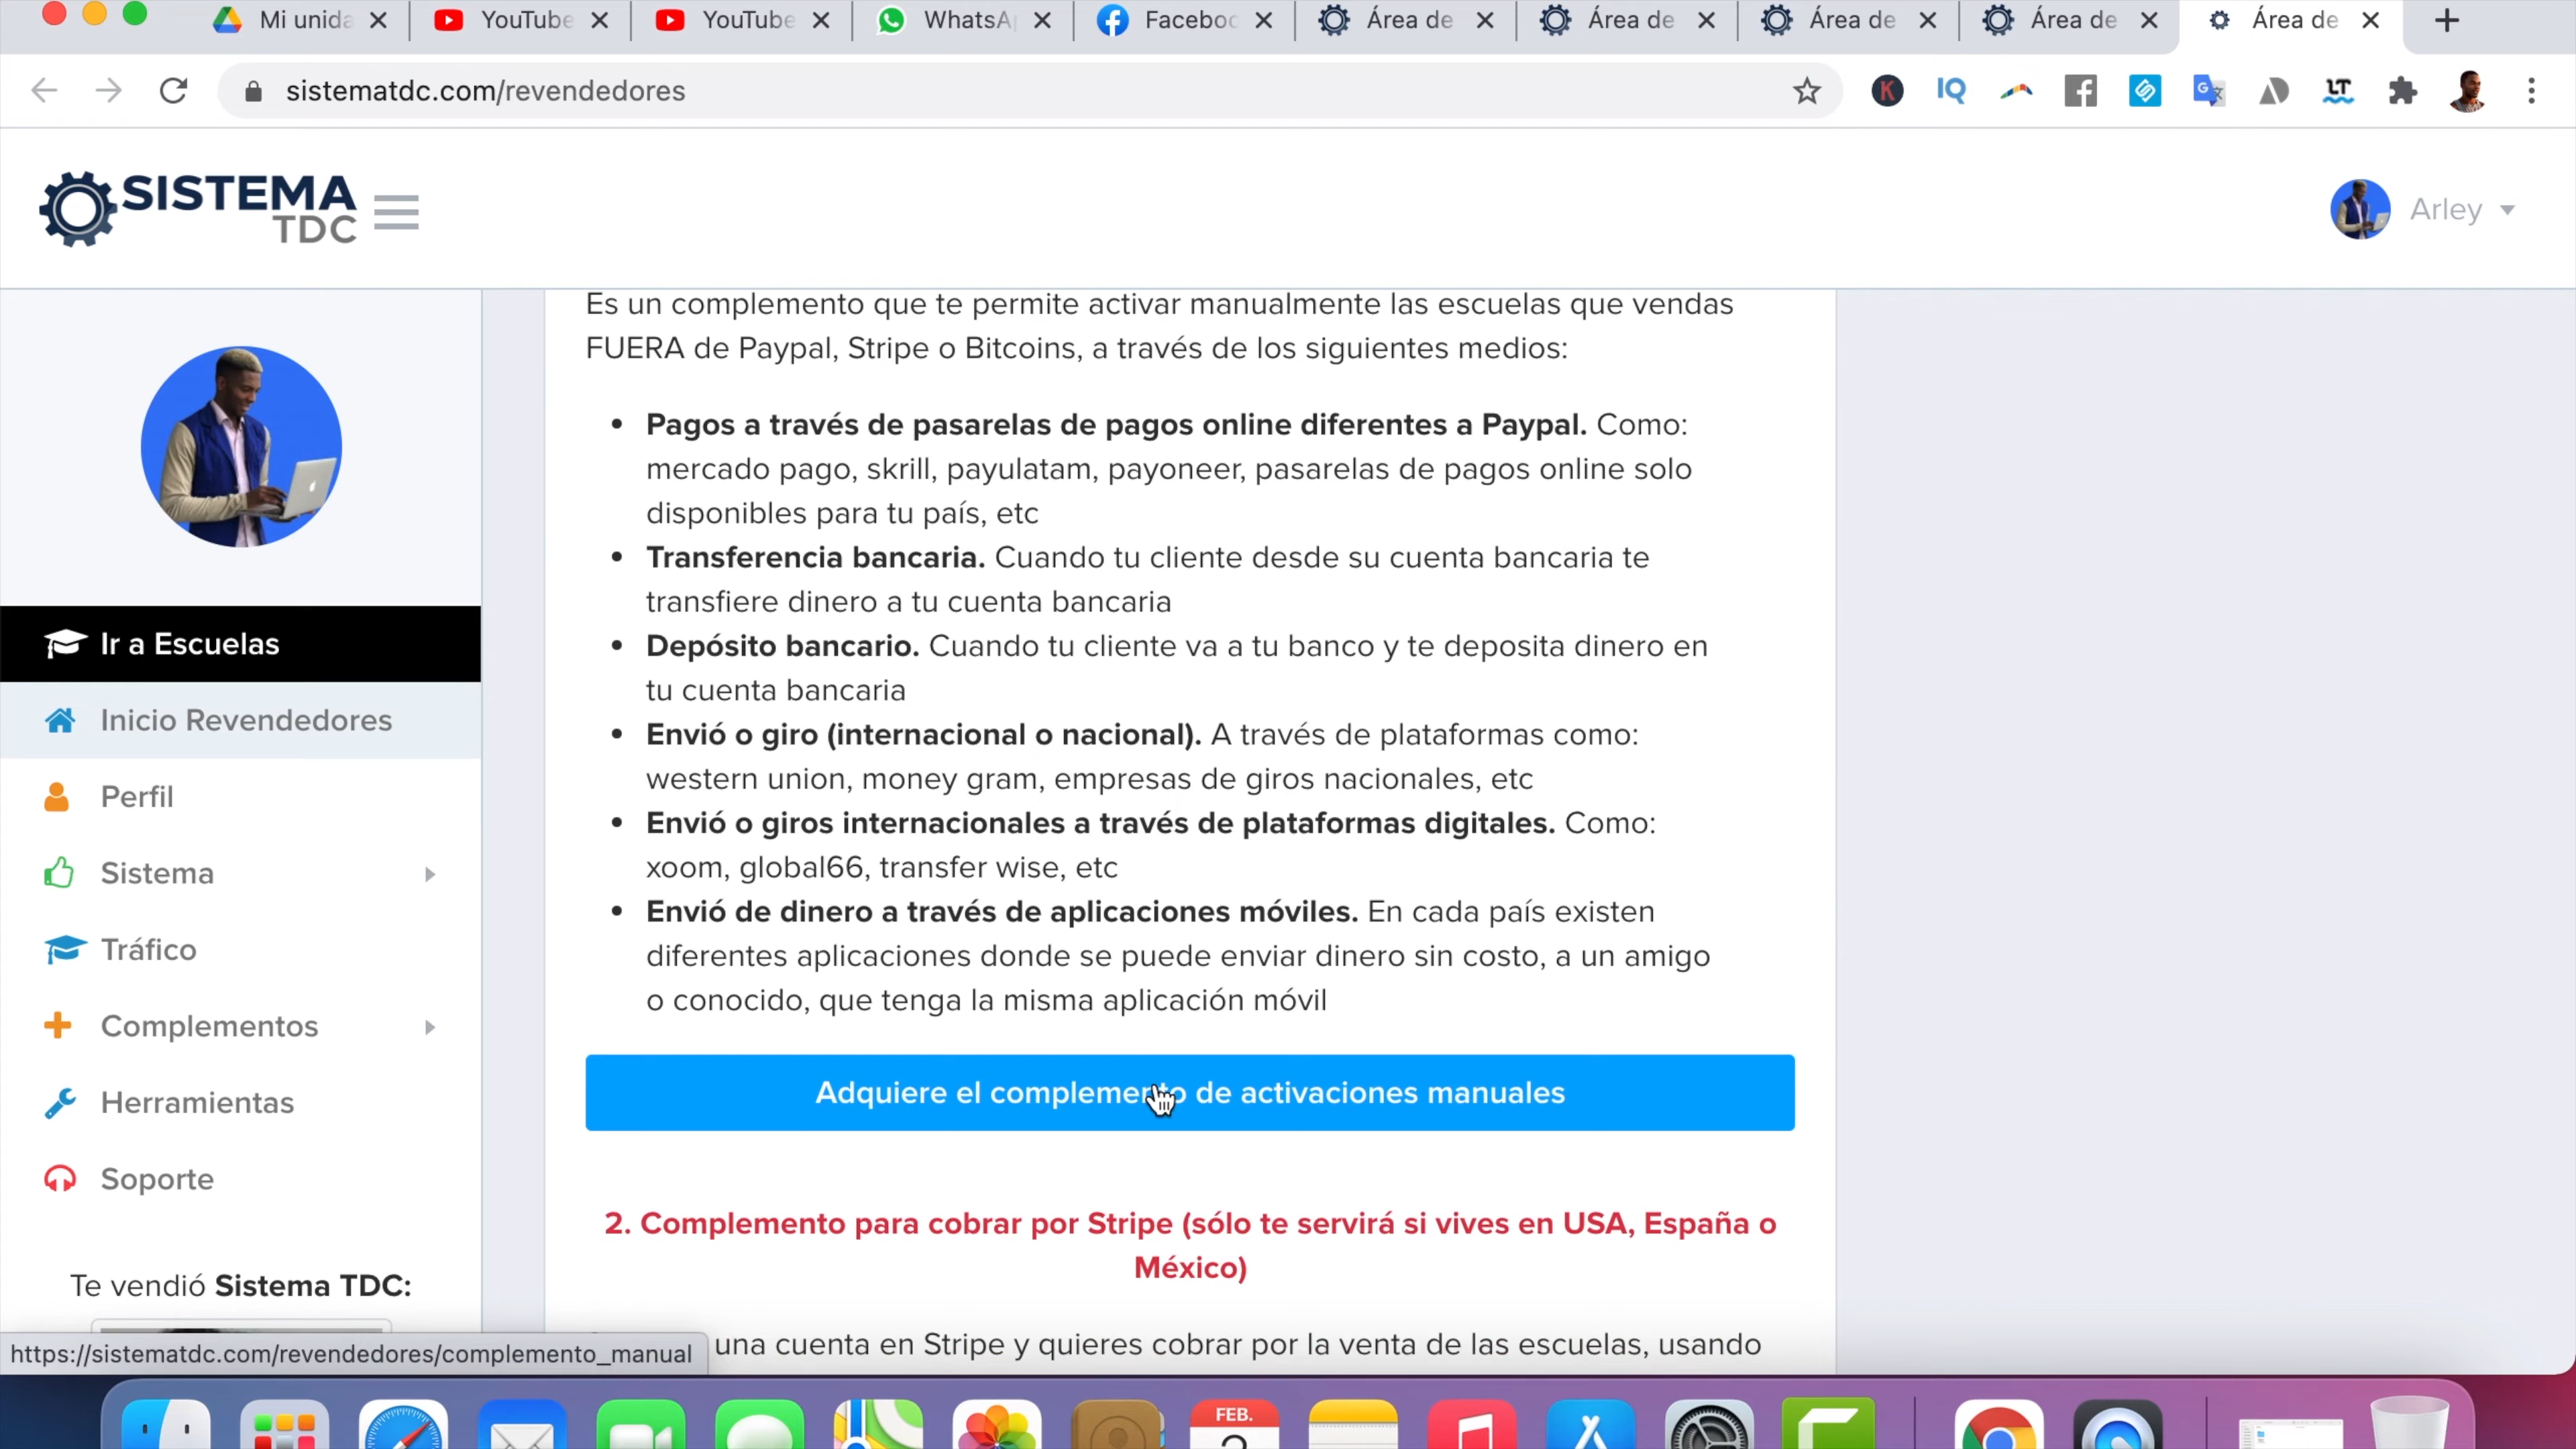 Mi unida
YouTube
YouTube
WhatsAp
Faceboo
Área de
Área de
Área de
Área de
Área de
sistematdc.com/revendedores
SISTEMA
TDC
Arley
Es un complemento que te permite activar manualmente las escuelas que vendas
FUERA de Paypal, Stripe o Bitcoins, a través de los siguientes medios:
• Pagos a través de pasarelas de pagos online diferentes a Paypal. Como:
mercado pago, skrill, payulatam, payoneer, pasarelas de pagos online solo
disponibles para tu país, etc
• Transferencia bancaria. Cuando tu cliente desde su cuenta bancaria te
transfiere dinero a tu cuenta bancaria
• Depósito bancario. Cuando tu cliente va a tu banco y te deposita dinero en
tu cuenta bancaria
• Envió o giro (internacional o nacional). A través de plataformas como:
western union, money gram, empresas de giros nacionales, etc
• Envió o giros internacionales a través de plataformas digitales. Como:
xoom, global66, transfer wise, etc
• Envió de dinero a través de aplicaciones móviles. En cada país existen
diferentes aplicaciones donde se puede enviar dinero sin costo, a un amigo
o conocido, que tenga la misma aplicación móvil
Adquiere el complemento de activaciones manuales
2. Complemento para cobrar por Stripe (sólo te servirá si vives en USA, España o
México)
una cuenta en Stripe y quieres cobrar por la venta de las escuelas, usando
Ir a Escuelas
Inicio Revendedores
Perfil
Sistema
Tráfico
Complementos
Herramientas
Soporte
Te vendió Sistema TDC:
https://sistematdc.com/revendedores/complemento_manual
FEB.